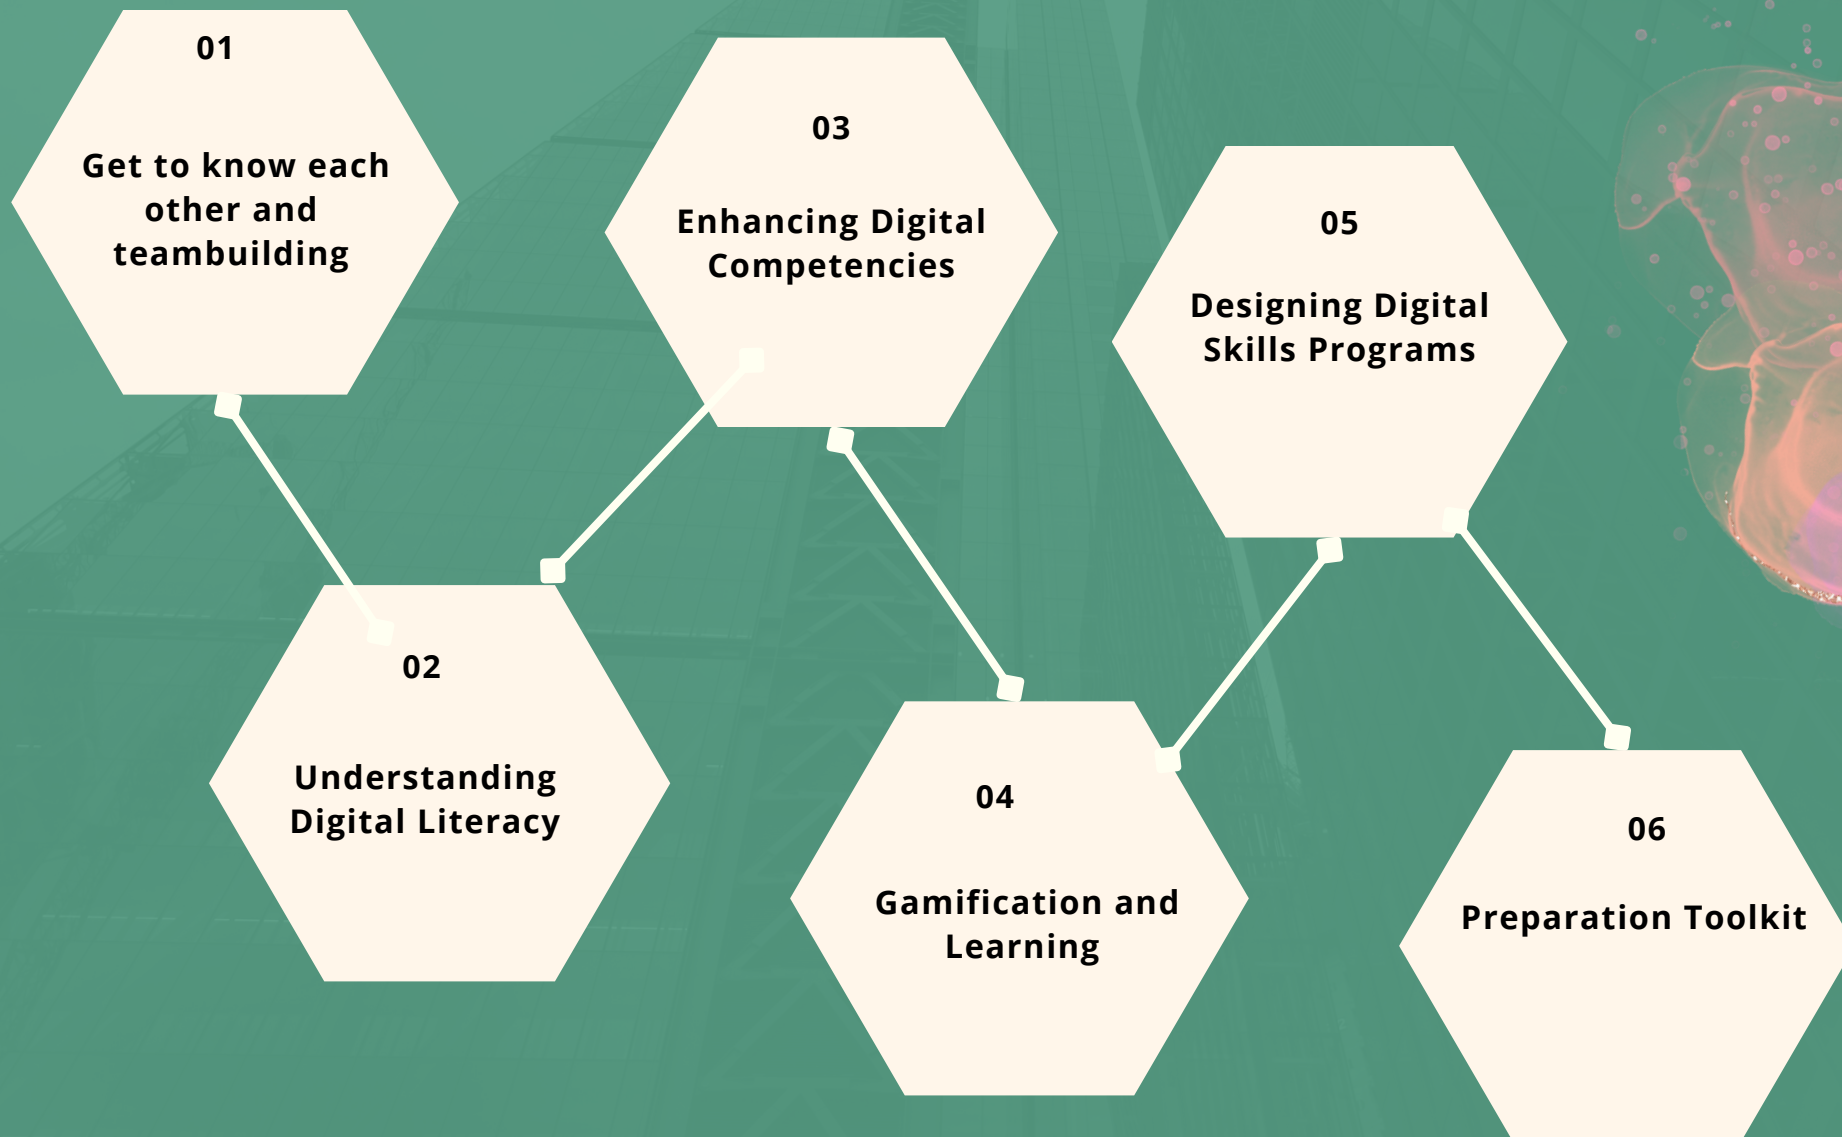 01
Get to know each
other and
teambuilding
02
Understanding
Digital Literacy
03
Enhancing Digital
Competencies
04
Gamification and
Learning
05
Designing Digital
Skills Programs
06
Preparation Toolkit